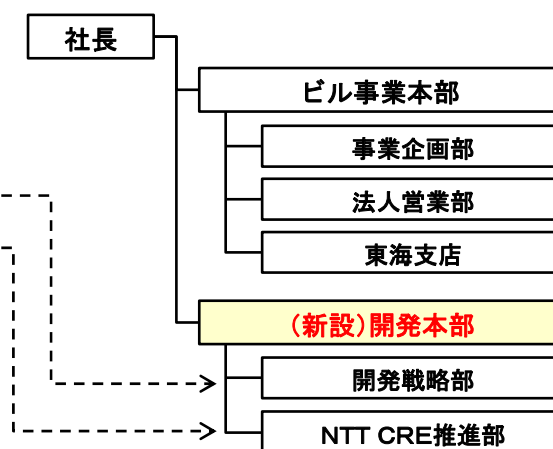 社長
ビル事業本部
事業企画部
法人営業部
東海支店
（新設）開発本部
開発戦略部
NTT CRE推進部